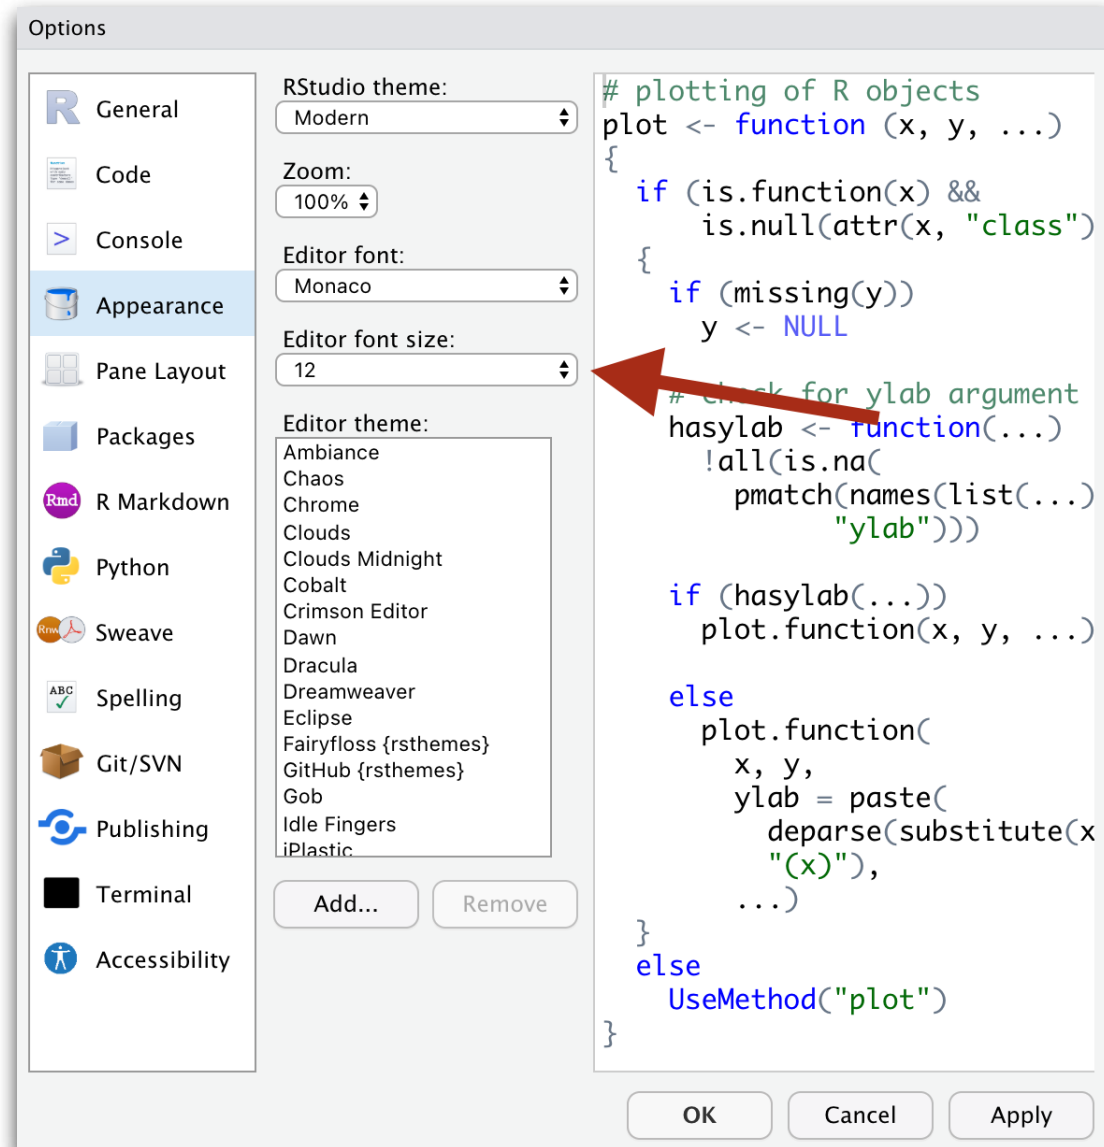 Options
General
Code
Console
Appearance
Pane Layout
Packages
Rmd R Markdown
Python
Rnw Sweave
ABC Spelling
Git/SVN
Publishing
Terminal
Accessibility
RStudio theme:
Modern
Zoom:
100%
Editor font:
Monaco
Editor font size:
12
Editor theme:
Ambiance
Chaos
Chrome
Clouds
Clouds Midnight
Cobalt
Crimson Editor
Dawn
Dracula
Dreamweaver
Eclipse
Fairyfloss {rsthemes}
GitHub {rsthemes}
Gob
Idle Fingers
iPlastic
Add...
Remove
# plotting of R objects
plot <- function (x, y, ...)
{
  if (is.function(x) &&
      is.null(attr(x, "class")
  {
    if (missing(y))
      y <- NULL

    # check for ylab argument
    hasylab <- function(...)
      !all(is.na(
        pmatch(names(list(...)
              "ylab")))

    if (hasylab(...))
      plot.function(x, y, ...)

    else
      plot.function(
        x, y,
        ylab = paste(
          deparse(substitute(x
          "(x)"),
        ...)
  }
  else
    UseMethod("plot")
}
OK
Cancel
Apply